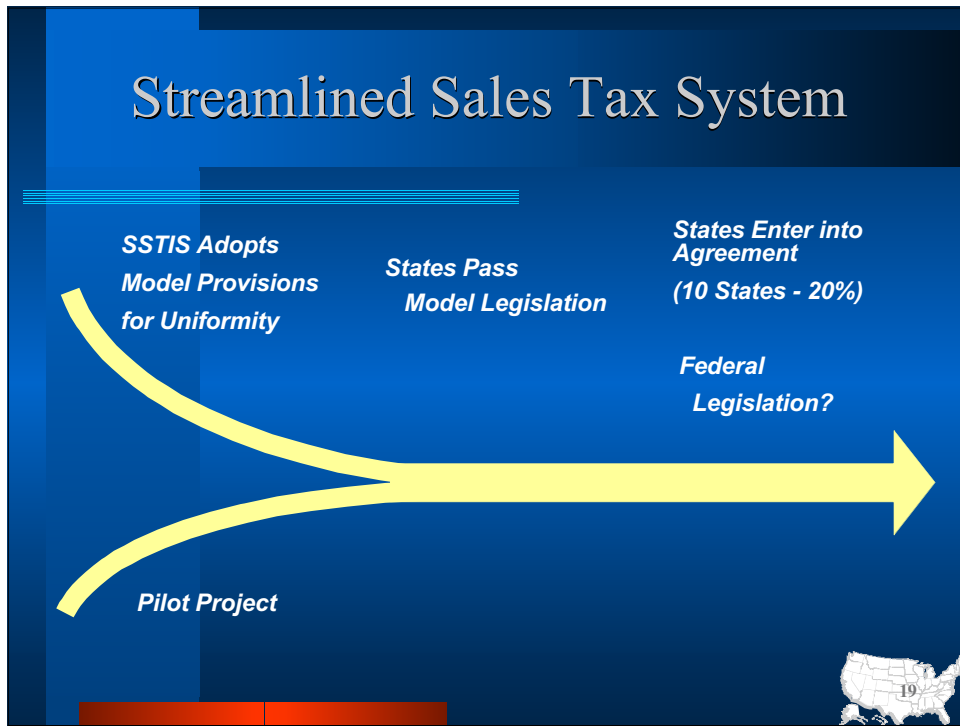 Streamlined Sales Tax System
SSTIS Adopts
Model Provisions
for Uniformity
States Pass
Model Legislation
States Enter into
Agreement
(10 States - 20%)
Federal
Legislation?
Pilot Project
19